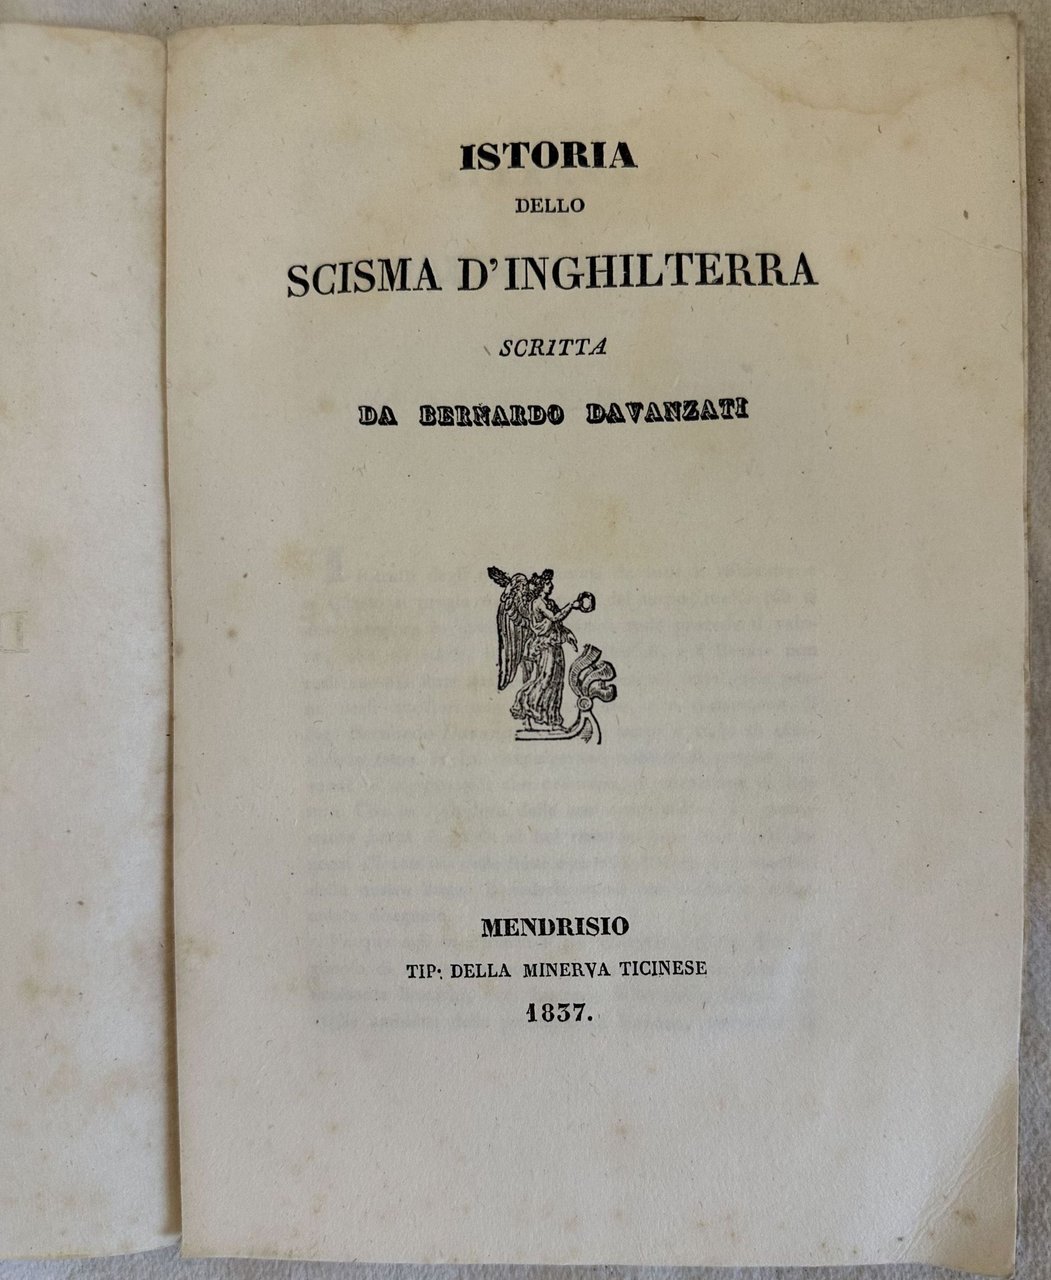 ISTORIA
DELLO
SCISMA D'INGHILTERRA
SCRITTA
DA BERNARDO DAVANZATI
MENDRISIO
TIP: DELLA MINERVA TICINESE
1837.